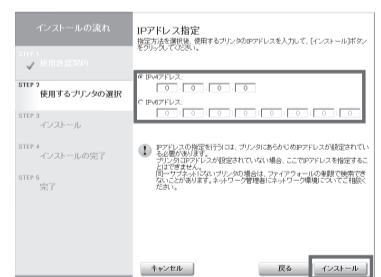 インストールの流れ
STEP 1
使用許諾契約
STEP 2
使用するプリンタの選択
STEP 3
インストール
STEP 4
インストールの完了
STEP 5
完了
IPアドレス指定
指定方法を選択後、使用するプリンタのIPアドレスを入力して、[インストール]ボタン
をクリックしてください。
IPv4アドレス:
0 . 0 . 0 . 0
IPv6アドレス:
0 : 0 : 0 : 0 : 0 : 0 : 0 : 0
IPアドレスの指定を行うには、プリンタにあらかじめIPアドレスが設定されてい
る必要があります。
プリンタにIPアドレスが設定されていない場合、ここでIPアドレスを指定するこ
とはできません。
同一サブネットにないプリンタの場合は、ファイアウォールの制限で検索でき
ないことがあります。ネットワーク管理者にネットワーク環境についてご相談く
ださい。
キャンセル
戻る
インストール